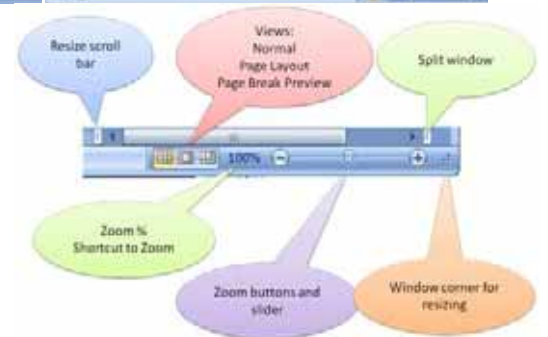 Resize scroll
bar
Views:
Normal
Page Layout
Page Break Preview
Split window
100%
Zoom %
Shortcut to Zoom
Zoom buttons and
slider
Window corner for
resizing